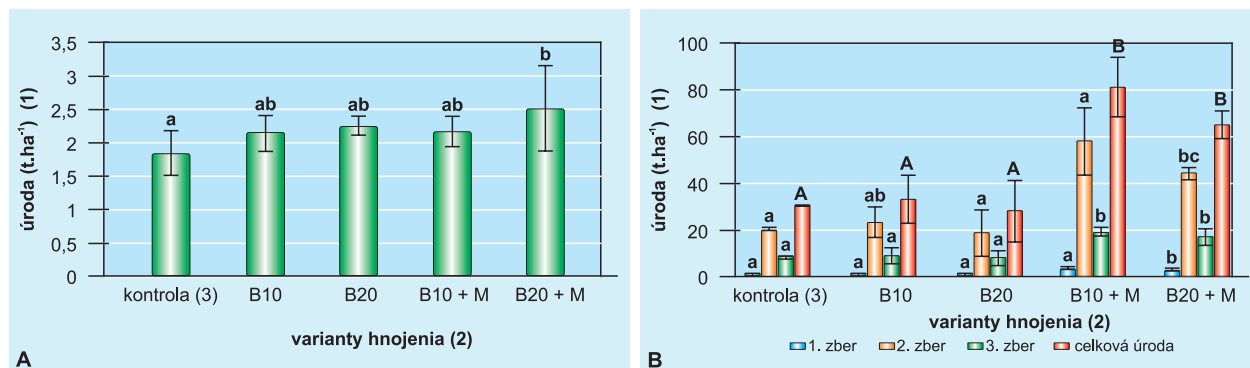 3,5
3
2,5
2
1,5
1
0,5
0
úroda (t.ha⁻¹) (1)
a
ab
ab
ab
b
kontrola (3) B10 B20 B10 + M B20 + M
varianty hnojenia (2)
A
100
80
60
40
20
0
úroda (t.ha⁻¹) (1)
a a a A
a ab a A
a a a A
a a b B
b bc b B
kontrola (3) B10 B20 B10 + M B20 + M
varianty hnojenia (2)
1. zber 2. zber 3. zber celková úroda
B